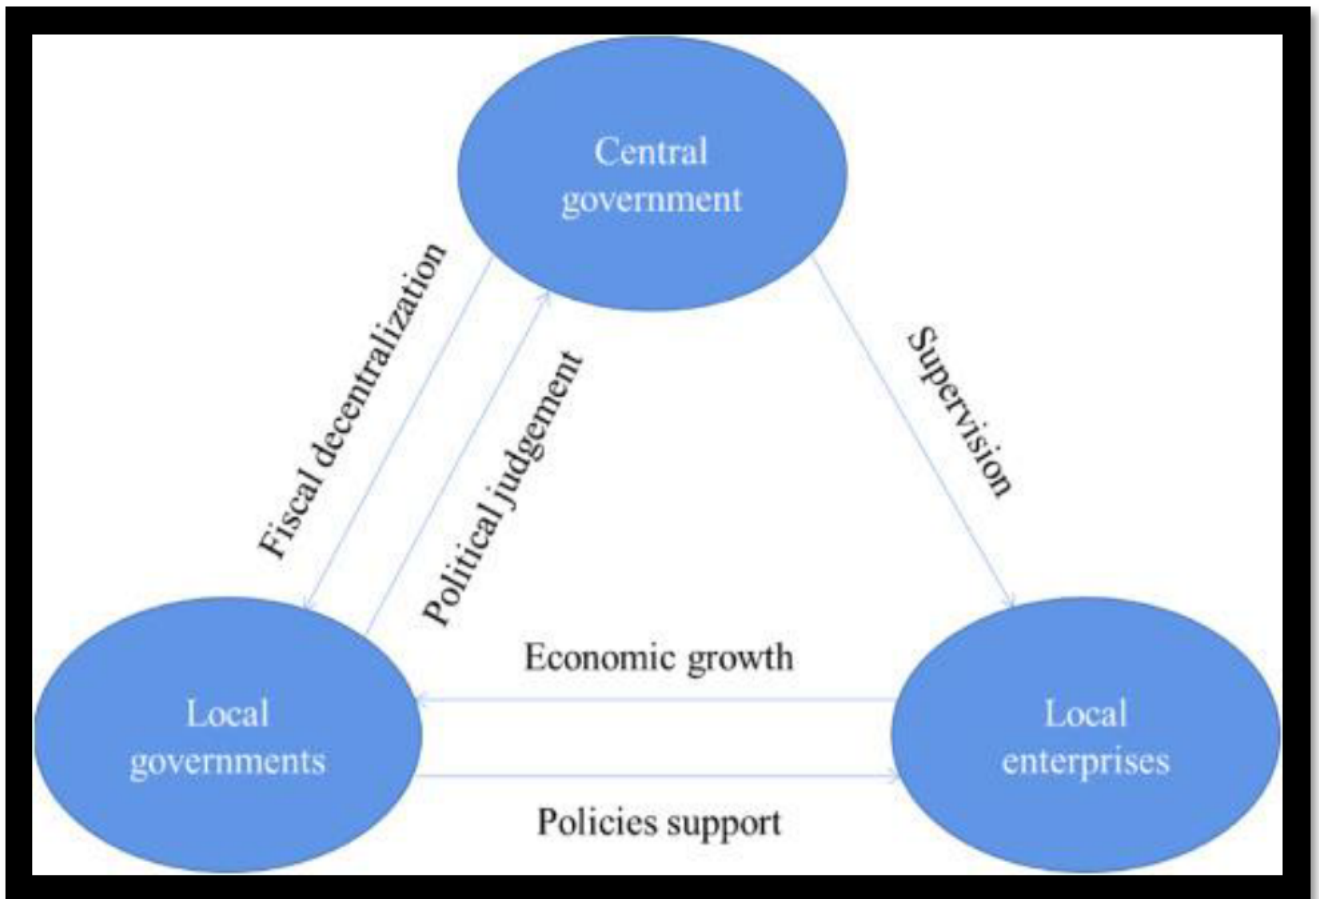 Central
government
Fiscal decentralization
Political judgement
Supervision
Economic growth
Local
governments
Local
enterprises
Policies support